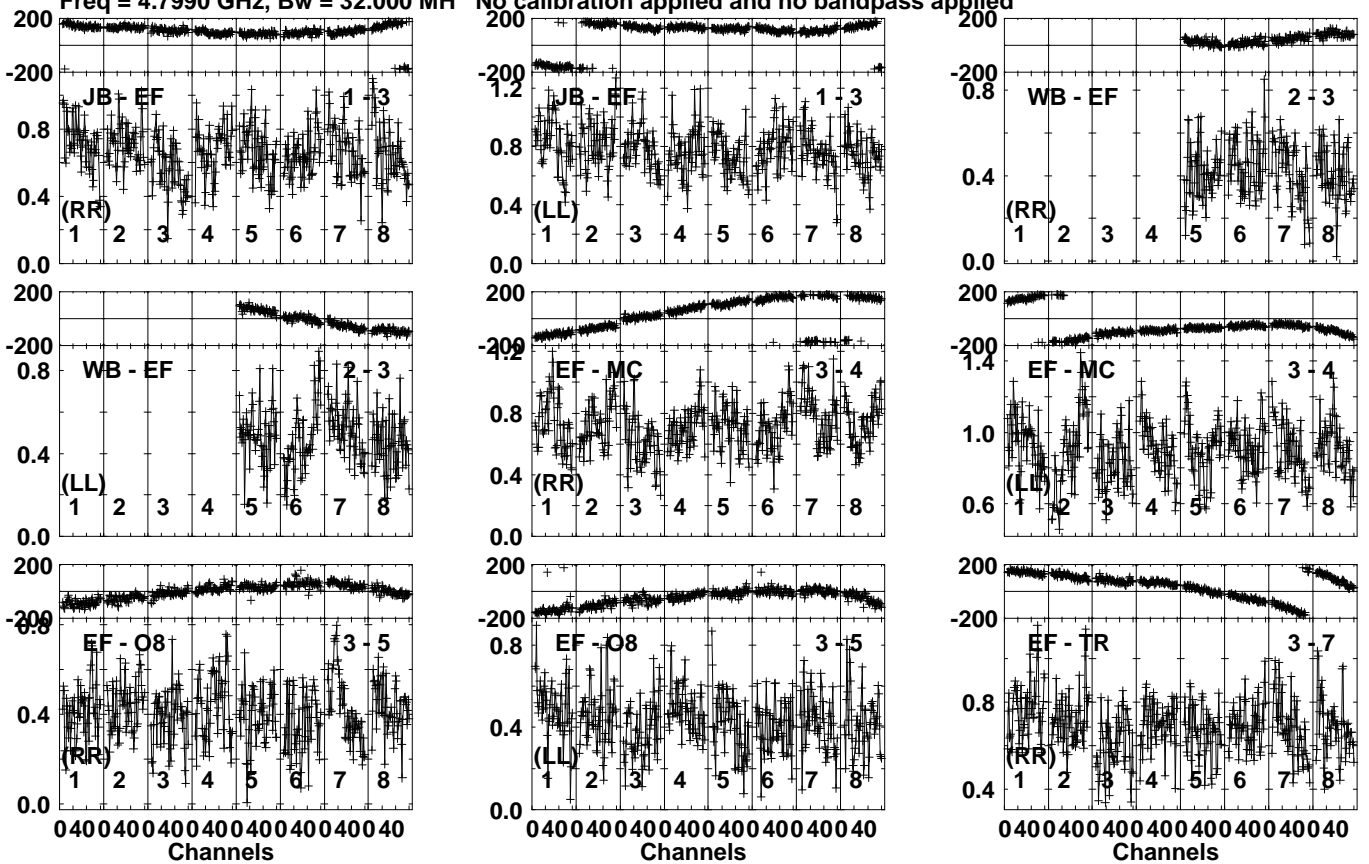 Freq = 4.7990 GHz, Bw = 32.000 MH No calibration applied and no bandpass applied
200
-200
JB - EF 1 - 3
0.8
0.4
(RR)
1 2 3 4 5 6 7 8
0.0
200
-200
1.2
JB - EF 1 - 3
0.8
0.4
(LL)
1 2 3 4 5 6 7 8
0.0
200
-200
0.8
WB - EF 2 - 3
0.4
(RR)
1 2 3 4 5 6 7 8
0.0
200
-200
0.8
WB - EF 2 - 3
0.4
(LL)
1 2 3 4 5 6 7 8
0.0
200
-200
1.2
EF - MC 3 - 4
0.8
0.4
(RR)
1 2 3 4 5 6 7 8
0.0
200
-200
1.4
EF - MC 3 - 4
1.0
(LL)
0.6
1 2 3 4 5 6 7 8
200
-200
0.8
EF - O8 3 - 5
0.4
(RR)
1 2 3 4 5 6 7 8
0.0
0 40 0 40 0 40 0 40 0 40 0 40 0 40 0 40
Channels
200
-200
0.8
EF - O8 3 - 5
0.4
(LL)
1 2 3 4 5 6 7 8
0.0
0 40 0 40 0 40 0 40 0 40 0 40 0 40 0 40
Channels
200
-200
EF - TR 3 - 7
0.8
(RR)
1 2 3 4 5 6 7 8
0.4
0 40 0 40 0 40 0 40 0 40 0 40 0 40 0 40
Channels